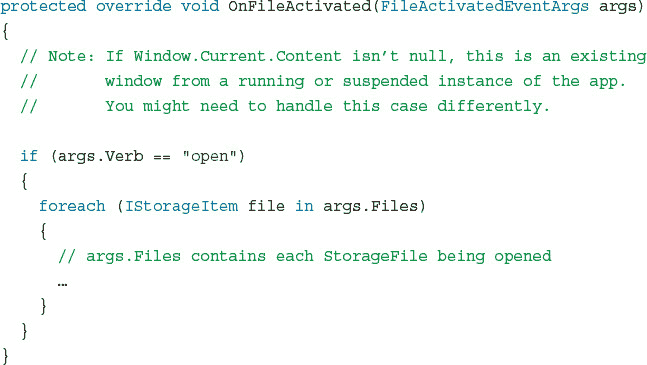 protected override void OnFileActivated(FileActivatedEventArgs args)
{
  // Note: If Window.Current.Content isn’t null, this is an existing
  //       window from a running or suspended instance of the app.
  //       You might need to handle this case differently.

  if (args.Verb == "open")
  {
    foreach (IStorageItem file in args.Files)
    {
      // args.Files contains each StorageFile being opened
      …
    }
  }
}